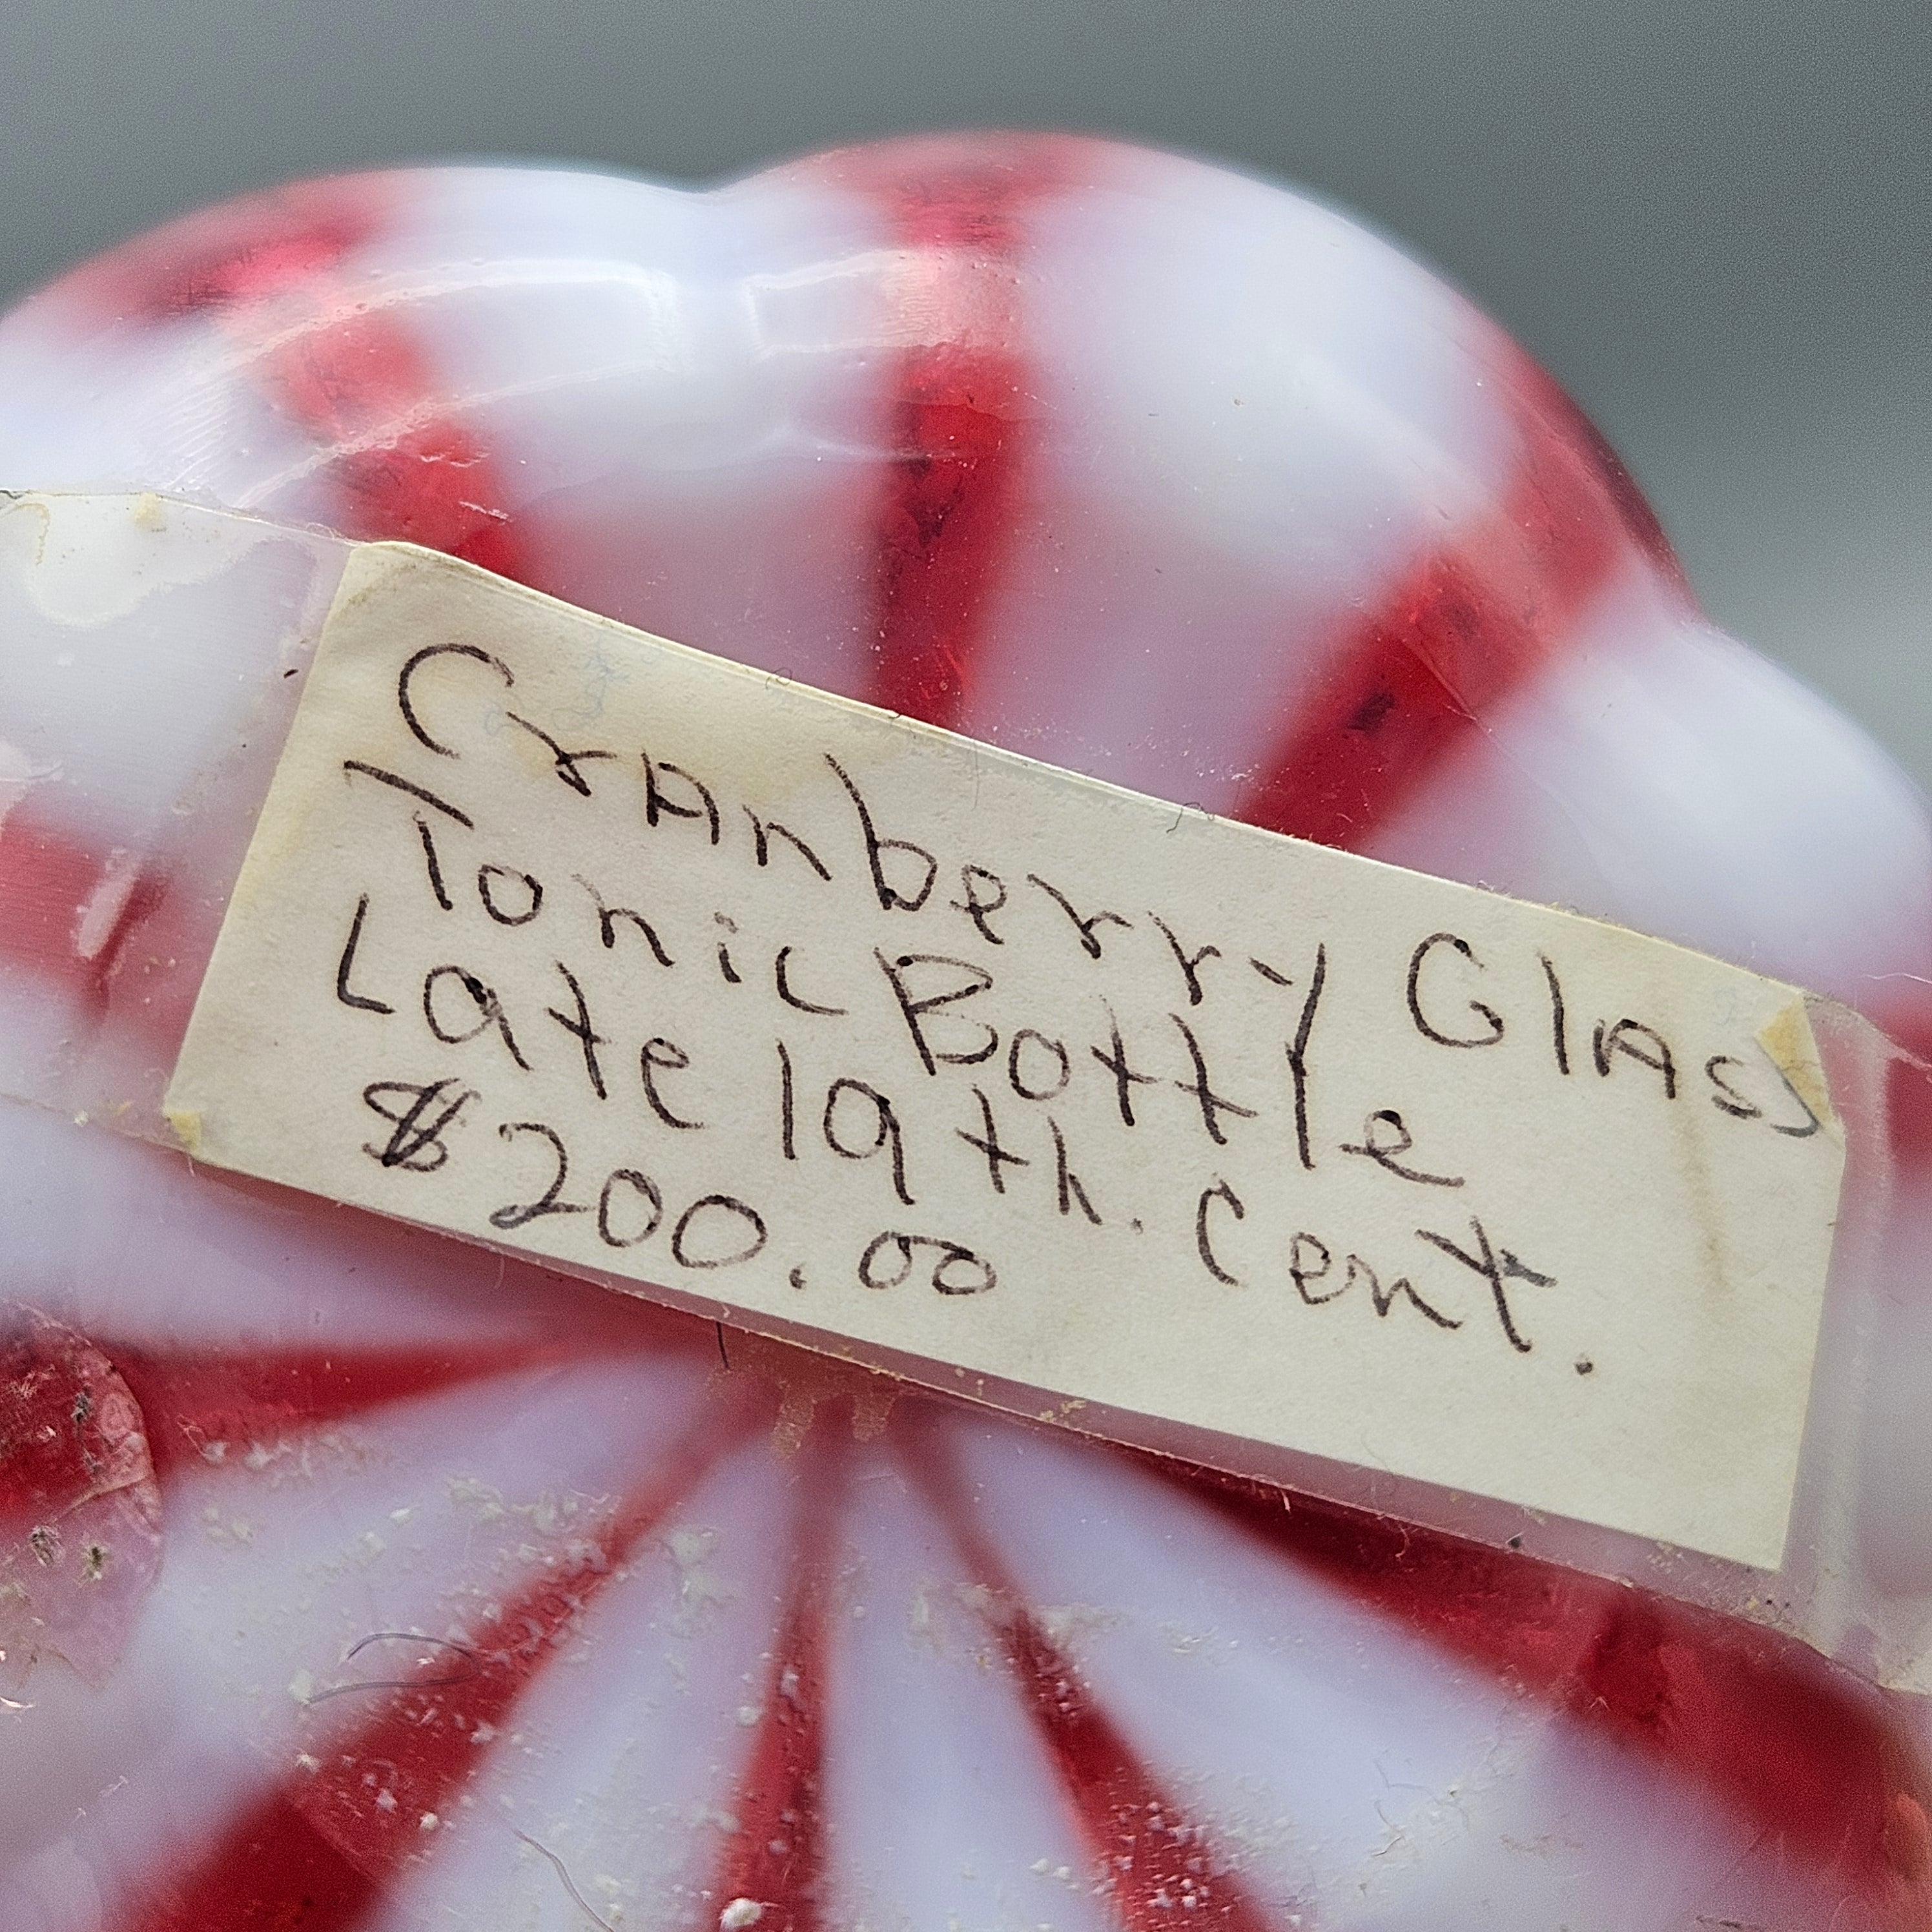 Cranberry Glass
Tonic Bottle
Late 19th. Cent.
$200.00